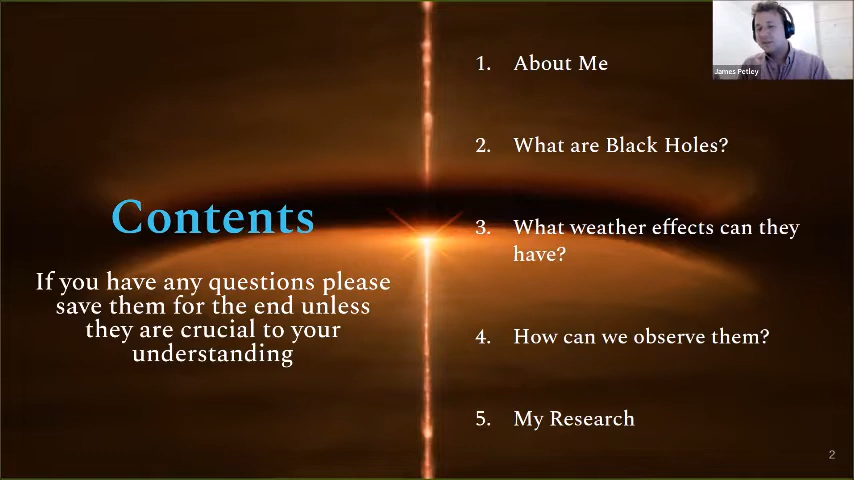 Contents
If you have any questions please
save them for the end unless
they are crucial to your
understanding
1. About Me
2. What are Black Holes?
3. What weather effects can they
have?
4. How can we observe them?
5. My Research
James Petley
2